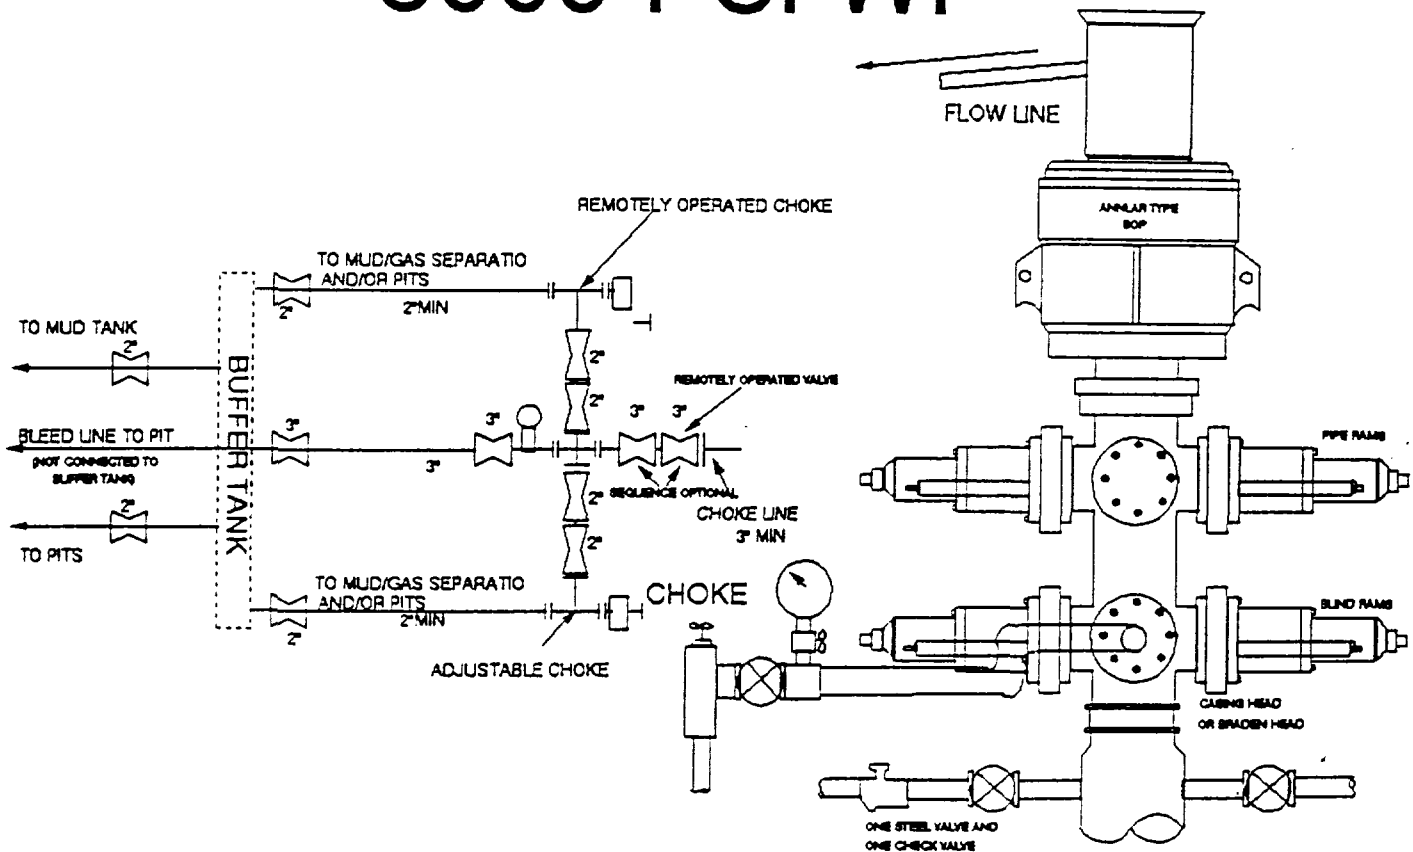 FLOW LINE
ANNLAR TYPE
BOP
REMOTELY OPERATED CHOKE
TO MUD/GAS SEPARATIO
AND/OR PITS
2"
2"MIN
TO MUD TANK
2"
2"
REMOTELY OPERATED VALVE
2"
3"
3"
3"
3"
BLEED LINE TO PIT
(NOT CONNECTED TO
BUFFER TANK)
3"
BUFFER TANK
PIPE RAMS
SEQUENCE OPTIONAL
2"
CHOKE LINE
3" MIN
2"
TO PITS
2"
TO MUD/GAS SEPARATIO
AND/OR PITS
2"MIN
2"
CHOKE
BLIND RAMS
ADJUSTABLE CHOKE
CASING HEAD
OR BRADEN HEAD
ONE STEEL VALVE AND
ONE CHECK VALVE